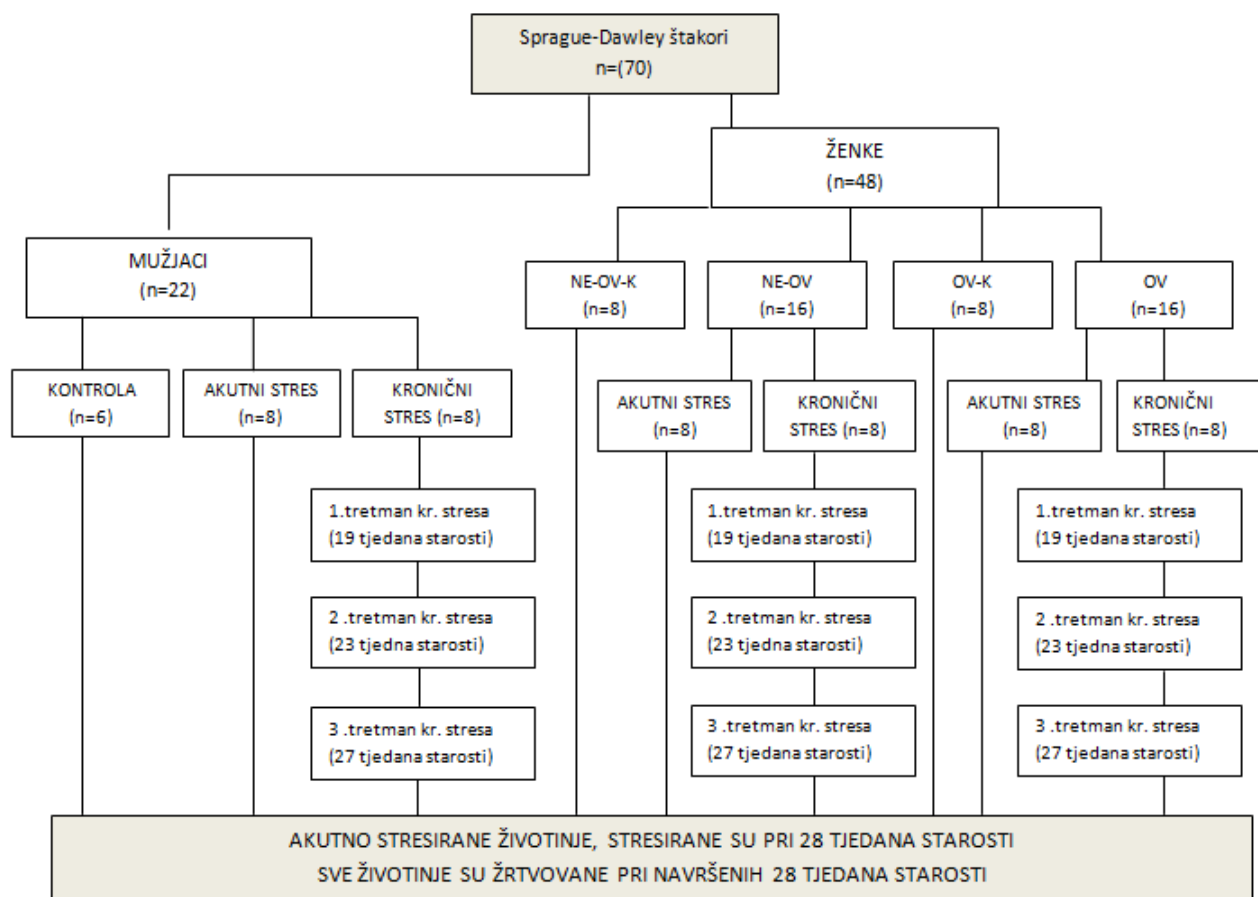 Sprague-Dawley štakori
n=(70)
ŽENKE
(n=48)
MUŽJACI
(n=22)
NE-OV-K
(n=8)
NE-OV
(n=16)
OV-K
(n=8)
OV
(n=16)
KONTROLA
(n=6)
AKUTNI STRES
(n=8)
KRONIČNI
STRES (n=8)
AKUTNI STRES
(n=8)
KRONIČNI
STRES (n=8)
AKUTNI STRES
(n=8)
KRONIČNI
STRES (n=8)
1.tretman kr. stresa
(19 tjedana starosti)
1.tretman kr. stresa
(19 tjedana starosti)
1.tretman kr. stresa
(19 tjedana starosti)
2 .tretman kr. stresa
(23 tjedna starosti)
2 .tretman kr. stresa
(23 tjedna starosti)
2 .tretman kr. stresa
(23 tjedna starosti)
3 .tretman kr. stresa
(27 tjedana starosti)
3 .tretman kr. stresa
(27 tjedana starosti)
3 .tretman kr. stresa
(27 tjedana starosti)
AKUTNO STRESIRANE ŽIVOTINJE, STRESIRANE SU PRI 28 TJEDANA STAROSTI
SVE ŽIVOTINJE SU ŽRTVOVANE PRI NAVRŠENIH 28 TJEDANA STAROSTI